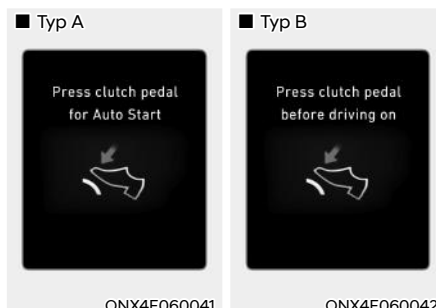 ■ Typ A
Press clutch pedal
for Auto Start
ONX4E060041
■ Typ B
Press clutch pedal
before driving on
ONX4E060042